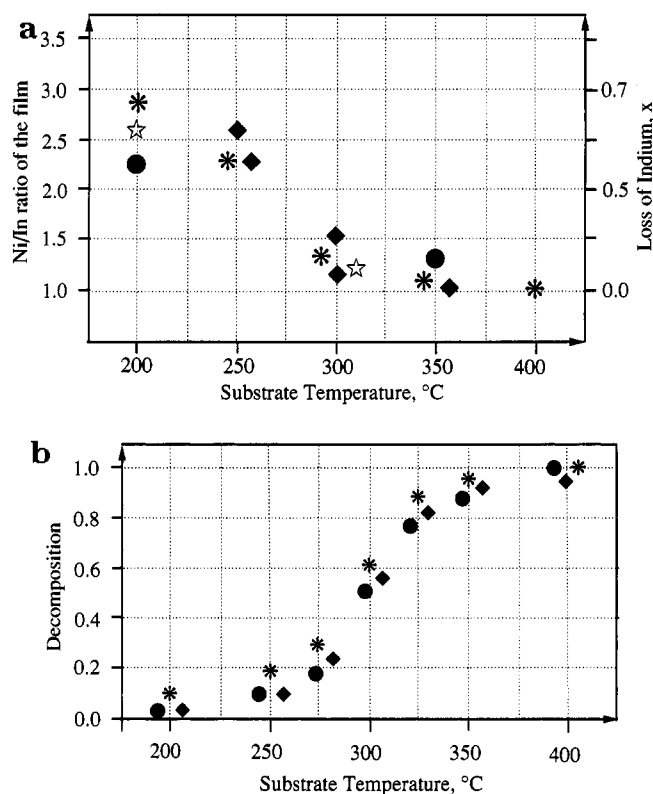 a
3.5
3.0
2.5
2.0
1.5
1.0
Ni/In ratio of the film
0.7
0.5
0.0
Loss of Indium, x
200 250 300 350 400
Substrate Temperature, °C
b
1.0
0.8
0.6
0.4
0.2
0.0
Decomposition
200 250 300 350 400
Substrate Temperature, °C